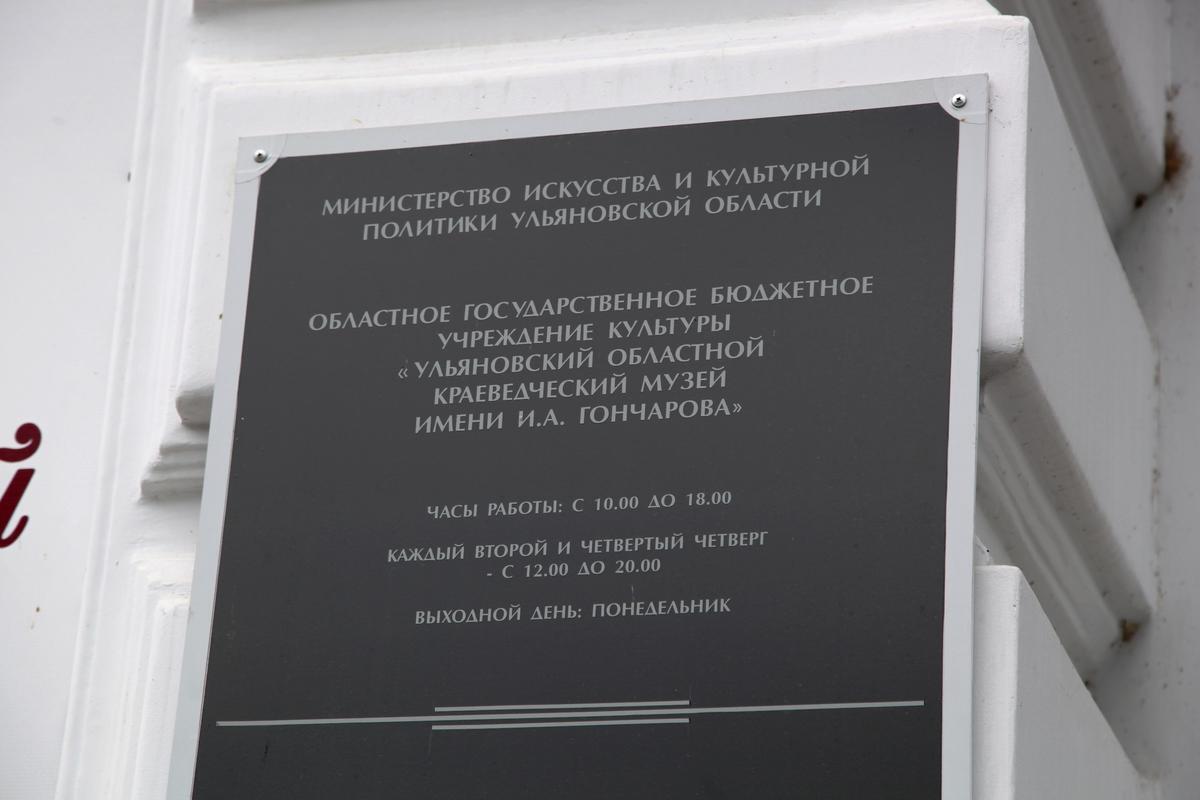 МИНИСТЕРСТВО ИСКУССТВА И КУЛЬТУРНОЙ
ПОЛИТИКИ УЛЬЯНОВСКОЙ ОБЛАСТИ
ОБЛАСТНОЕ ГОСУДАРСТВЕННОЕ БЮДЖЕТНОЕ
УЧРЕЖДЕНИЕ КУЛЬТУРЫ
«УЛЬЯНОВСКИЙ ОБЛАСТНОЙ
КРАЕВЕДЧЕСКИЙ МУЗЕЙ
ИМЕНИ И.А. ГОНЧАРОВА»
ЧАСЫ РАБОТЫ: С 10.00 ДО 18.00
КАЖДЫЙ ВТОРОЙ И ЧЕТВЕРТЫЙ ЧЕТВЕРГ
- С 12.00 ДО 20.00
ВЫХОДНОЙ ДЕНЬ: ПОНЕДЕЛЬНИК